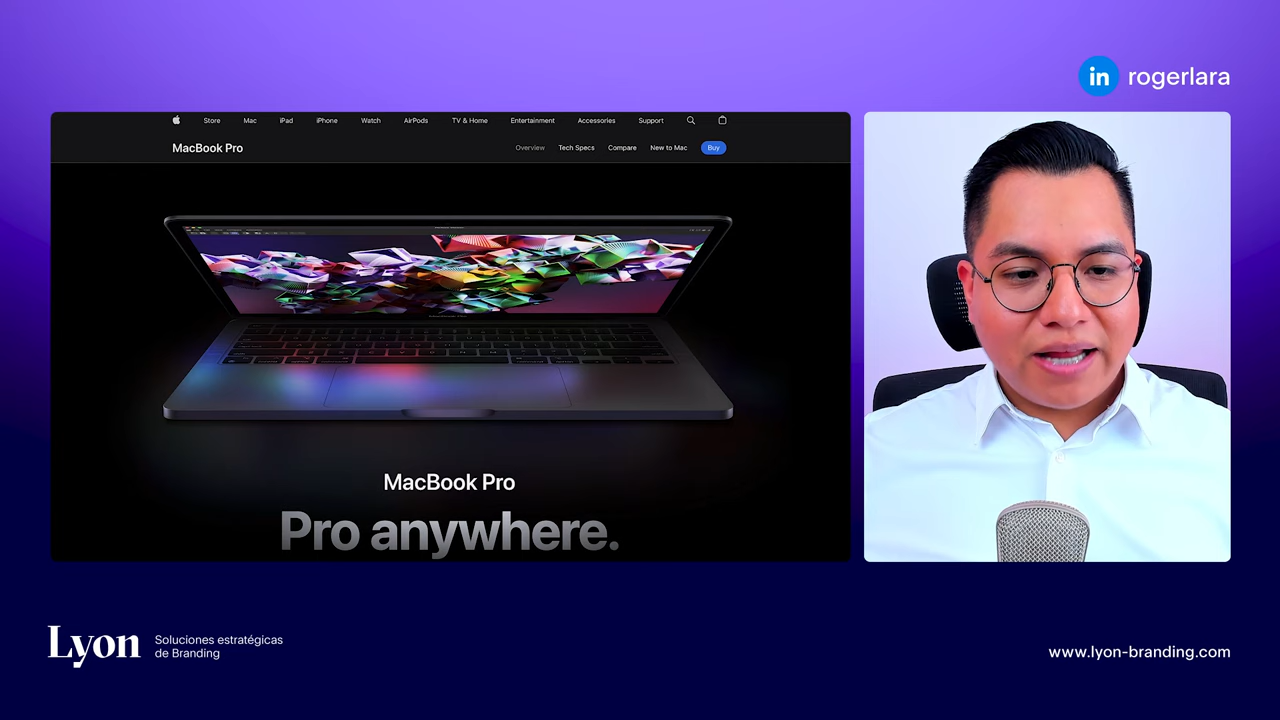 in rogerlara
Store Mac iPad iPhone Watch AirPods TV & Home Entertainment Accessories Support
MacBook Pro
Overview Tech Specs Compare New to Mac Buy
MacBook Pro
Pro anywhere.
Lyon
Soluciones estratégicas
de Branding
www.lyon-branding.com